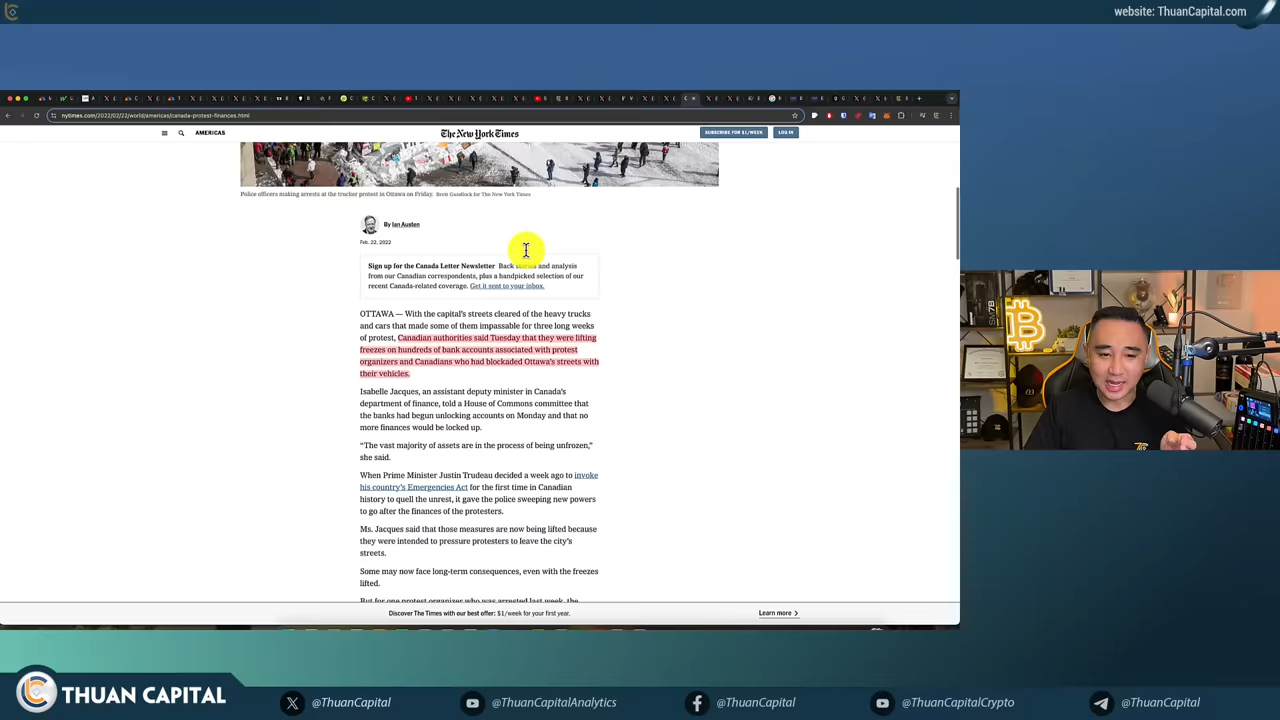 website: ThuanCapital.com
nytimes.com/2022/02/22/world/americas/canada-protest-finances.html
AMERICAS
The New York Times
SUBSCRIBE FOR $1/WEEK
LOG IN
Police officers making arrests at the trucker protest in Ottawa on Friday. Brett Gundlock for The New York Times
By Ian Austen
Feb. 22, 2022
Sign up for the Canada Letter Newsletter Back and analysis
from our Canadian correspondents, plus a handpicked selection of our
recent Canada-related coverage. Get it sent to your inbox.
OTTAWA — With the capital's streets cleared of the heavy trucks
and cars that made some of them impassable for three long weeks
of protest, Canadian authorities said Tuesday that they were lifting
freezes on hundreds of bank accounts associated with protest
organizers and Canadians who had blockaded Ottawa's streets with
their vehicles.
Isabelle Jacques, an assistant deputy minister in Canada's
department of finance, told a House of Commons committee that
the banks had begun unlocking accounts on Monday and that no
more finances would be locked up.
“The vast majority of assets are in the process of being unfrozen,”
she said.
When Prime Minister Justin Trudeau decided a week ago to invoke
his country's Emergencies Act for the first time in Canadian
history to quell the unrest, it gave the police sweeping new powers
to go after the finances of the protesters.
Ms. Jacques said that those measures are now being lifted because
they were intended to pressure protesters to leave the city's
streets.
Some may now face long-term consequences, even with the freezes
lifted.
But for one protest organizer who was arrested last week, the
Discover The Times with our best offer: $1/week for your first year.
Learn more
SM7B
THUAN CAPITAL
@ThuanCapital
@ThuanCapitalAnalytics
@ThuanCapital
@ThuanCapitalCrypto
@ThuanCapital